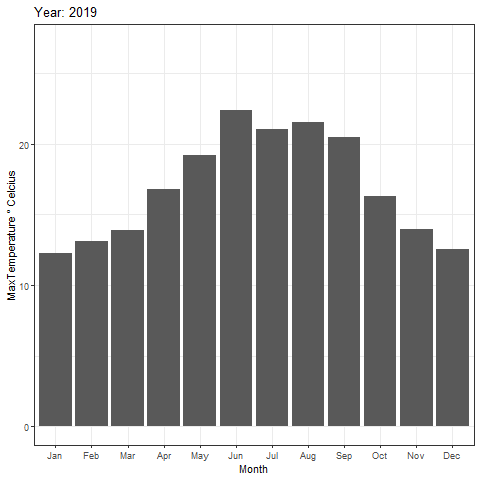 Year: 2019
20
10
0
MaxTemperature " Celcius
Jan Feb Mar Apr May Jun Jul Aug Sep Oct Nov Dec
Month